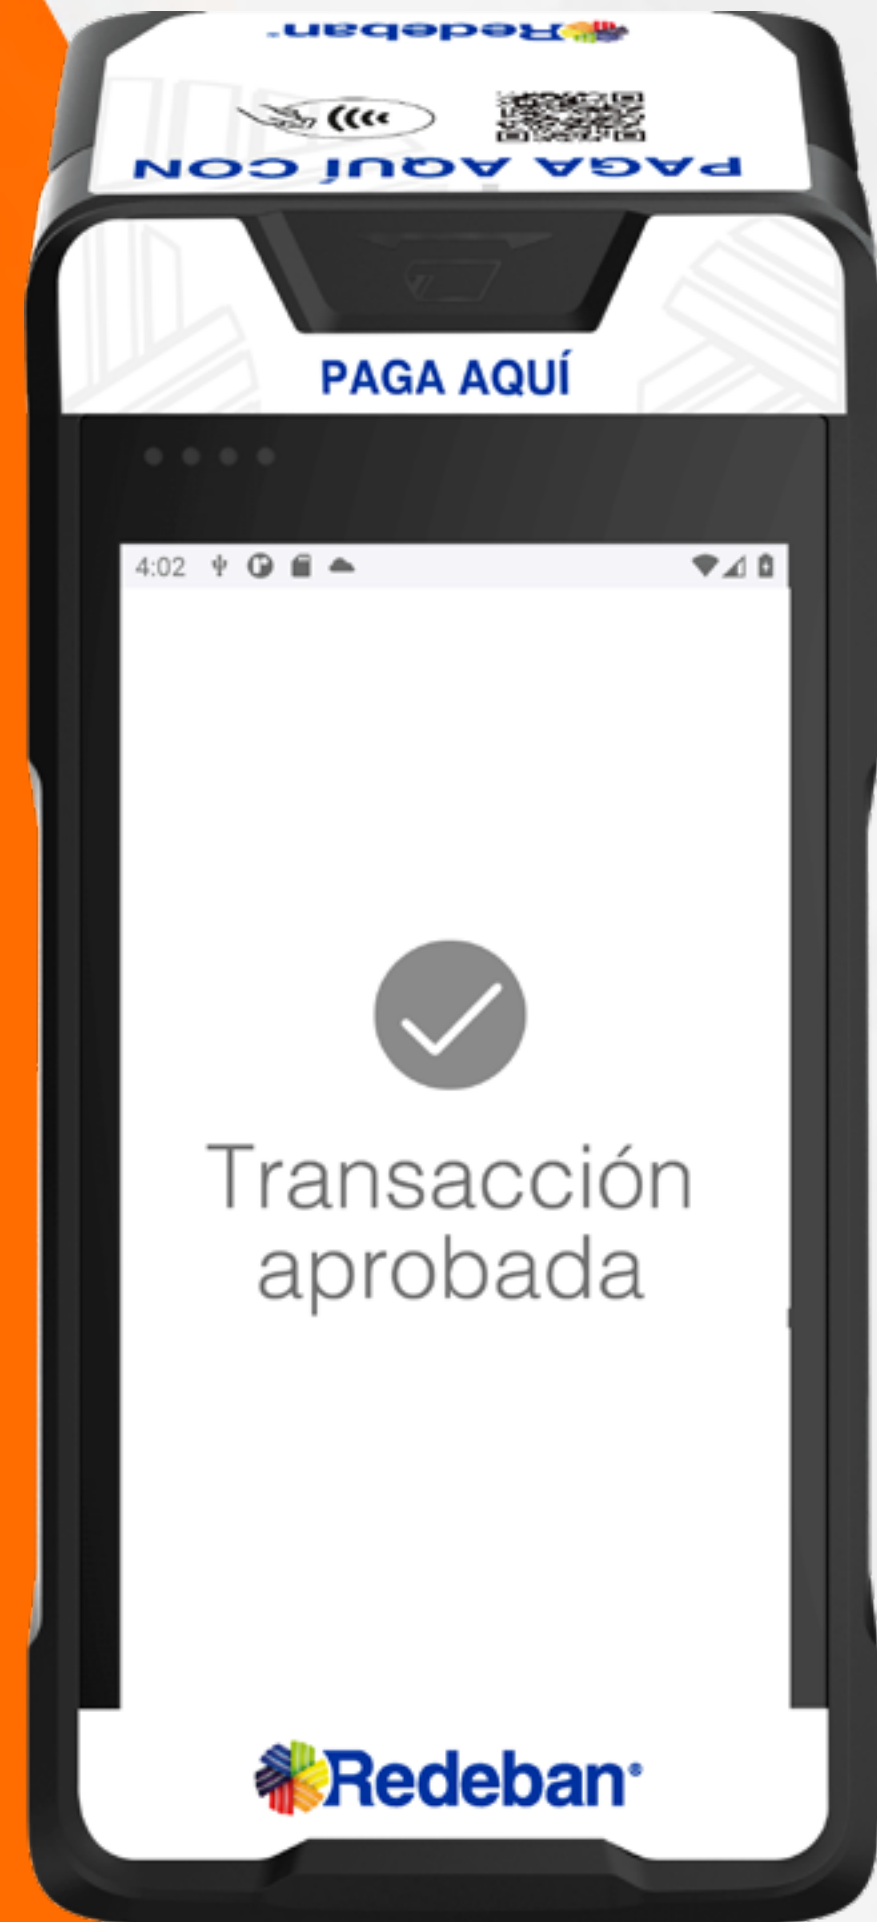 Redeban
PAGA AQUÍ CON
PAGA AQUÍ
4:02
Transacción
aprobada
Redeban